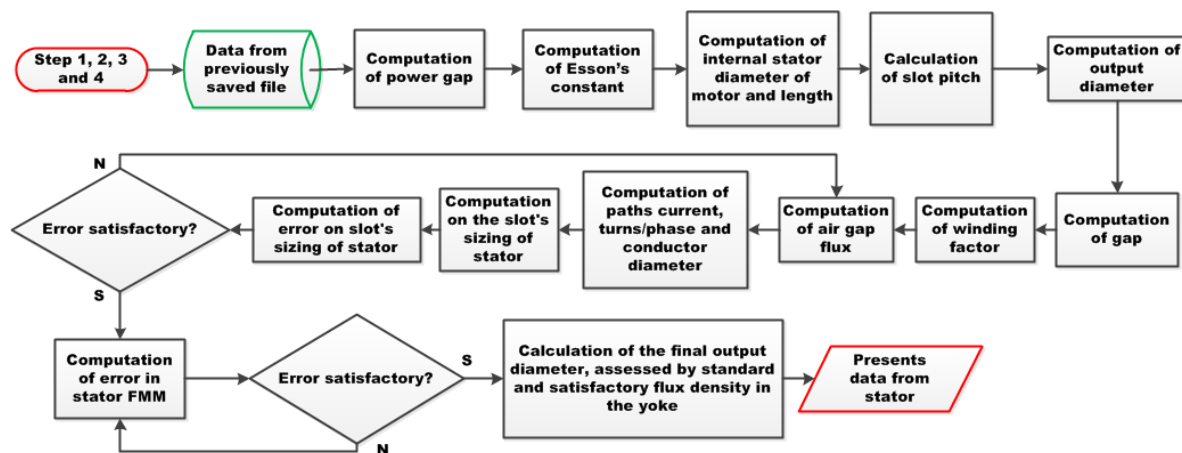 Step 1, 2, 3
and 4
Data from
previously
saved file
Computation
of power gap
Computation
of Esson's
constant
Computation of
internal stator
diameter of
motor and length
Calculation
of slot pitch
Computation of
output
diameter
N
Error satisfactory?
Computation of
error on slot's
sizing of stator
Computation
on the slot's
sizing of
stator
Computation of
paths current,
turns/phase and
conductor
diameter
Computation
of air gap
flux
Computation
of winding
factor
Computation
of gap
S
Computation
of error in
stator FMM
Error satisfactory?
S
N
Calculation of the final output
diameter, assessed by standard
and satisfactory flux density in
the yoke
Presents
data from
stator